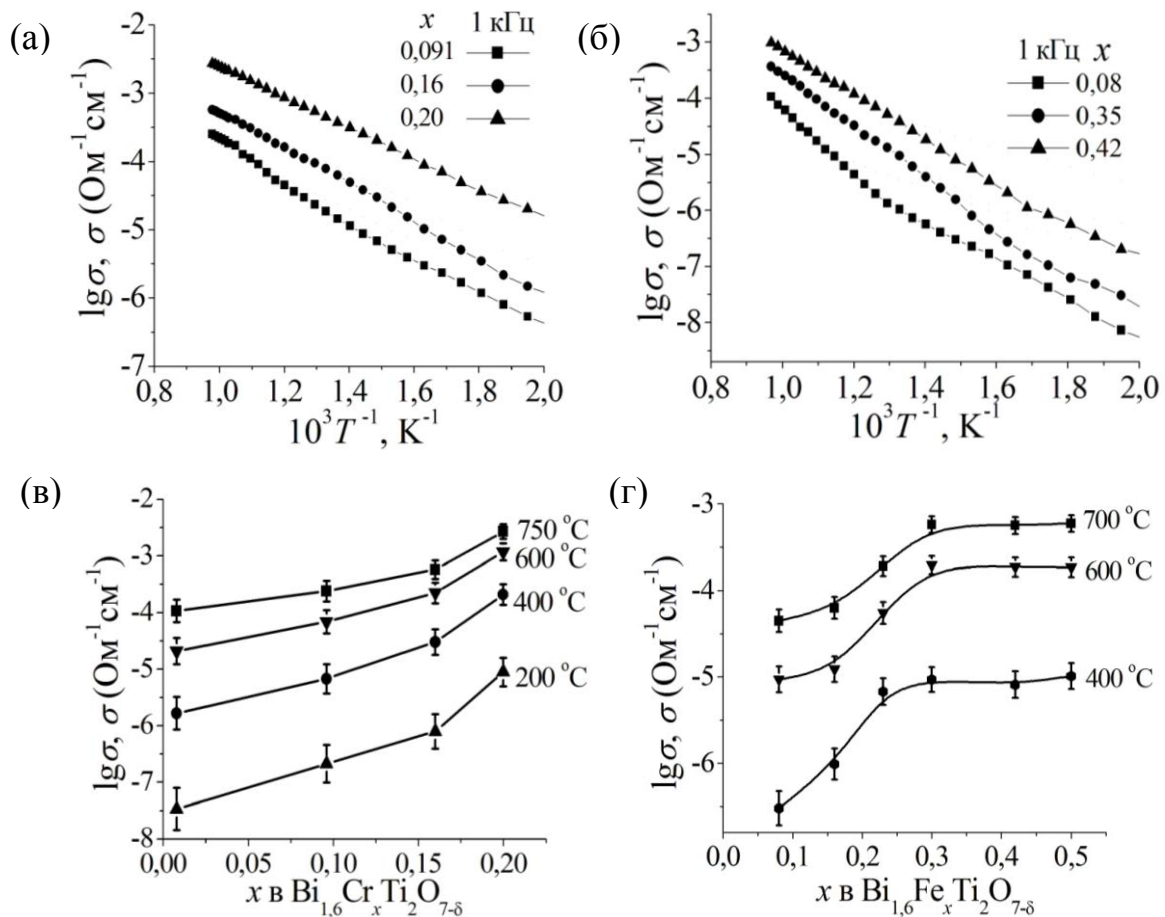 (а)
lgσ, σ (Ом⁻¹см⁻¹)
-2
-3
-4
-5
-6
-7
x 1 кГц
0,091
0,16
0,20
0,8 1,0 1,2 1,4 1,6 1,8 2,0
10³T⁻¹, K⁻¹
(б)
lgσ, σ (Ом⁻¹см⁻¹)
-3
-4
-5
-6
-7
-8
1 кГц x
0,08
0,35
0,42
0,8 1,0 1,2 1,4 1,6 1,8 2,0
10³T⁻¹, K⁻¹
(в)
lgσ, σ (Ом⁻¹см⁻¹)
-2
-3
-4
-5
-6
-7
-8
750 °C
600 °C
400 °C
200 °C
0,00 0,05 0,10 0,15 0,20
x в Bi₁,₆CrₓTi₂O₇₋δ
(г)
lgσ, σ (Ом⁻¹см⁻¹)
-3
-4
-5
-6
700 °C
600 °C
400 °C
0,0 0,1 0,2 0,3 0,4 0,5
x в Bi₁,₆FeₓTi₂O₇₋δ